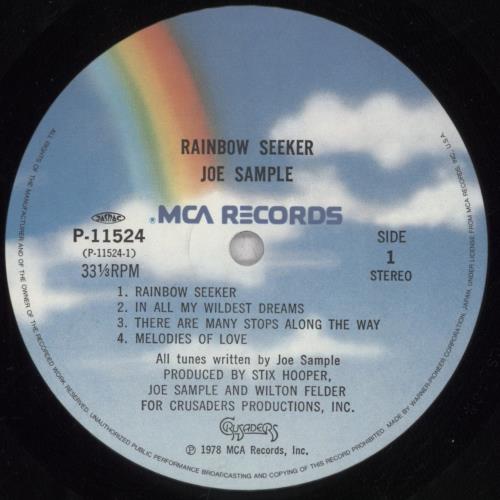 RAINBOW SEEKER
JOE SAMPLE
JASRAC
® MCA RECORDS
P-11524
(P-11524-1)
33⅓RPM
SIDE
1
STEREO
1. RAINBOW SEEKER
2. IN ALL MY WILDEST DREAMS
3. THERE ARE MANY STOPS ALONG THE WAY
4. MELODIES OF LOVE
All tunes written by Joe Sample
PRODUCED BY STIX HOOPER,
JOE SAMPLE AND WILTON FELDER
FOR CRUSADERS PRODUCTIONS, INC.
CRUSADERS
℗ 1978 MCA Records, Inc.
ALL RIGHTS OF THE MANUFACTURER AND OF THE OWNER OF THE RECORDED WORK RESERVED. UNAUTHORIZED PUBLIC PERFORMANCE BROADCASTING AND COPYING OF THIS RECORD PROHIBITED. MADE BY WARNER-PIONEER CORPORATION, JAPAN, UNDER LICENSE FROM MCA RECORDS, INC., U.S.A.